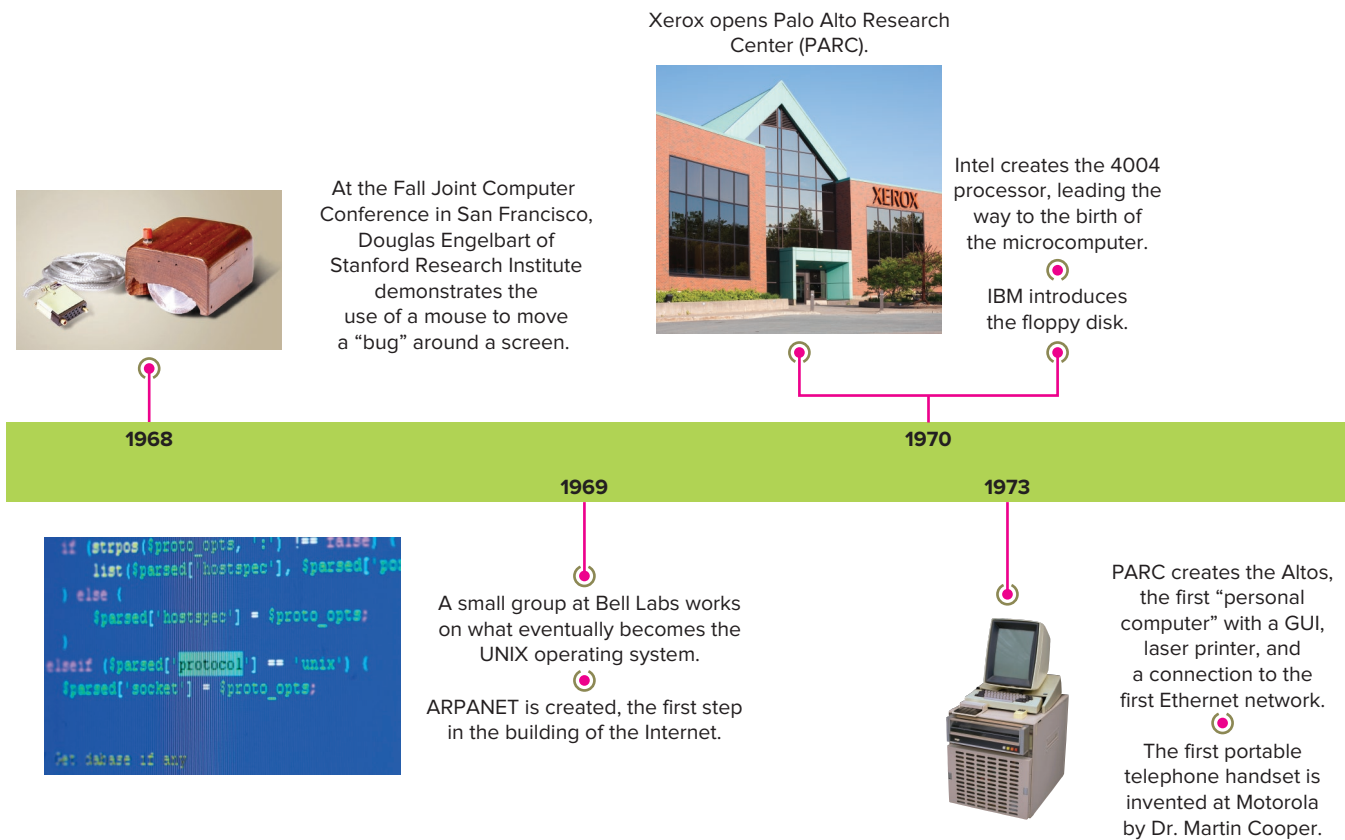 Xerox opens Palo Alto Research
Center (PARC).
XEROX
Intel creates the 4004
processor, leading the
way to the birth of
the microcomputer.
IBM introduces
the floppy disk.
At the Fall Joint Computer
Conference in San Francisco,
Douglas Engelbart of
Stanford Research Institute
demonstrates the
use of a mouse to move
a “bug” around a screen.
1968
1970
1969
1973
if (strpos($proto_opts, ':') !== false) {
list($parsed['hostspec'], $parsed['po
) else (
$parsed['hostspec'] = $proto_opts;
)
elseif ($parsed['protocol'] == 'unix') (
$parsed['socket'] = $proto_opts;
if any
A small group at Bell Labs works
on what eventually becomes the
UNIX operating system.
ARPANET is created, the first step
in the building of the Internet.
PARC creates the Altos,
the first “personal
computer” with a GUI,
laser printer, and
a connection to the
first Ethernet network.
The first portable
telephone handset is
invented at Motorola
by Dr. Martin Cooper.